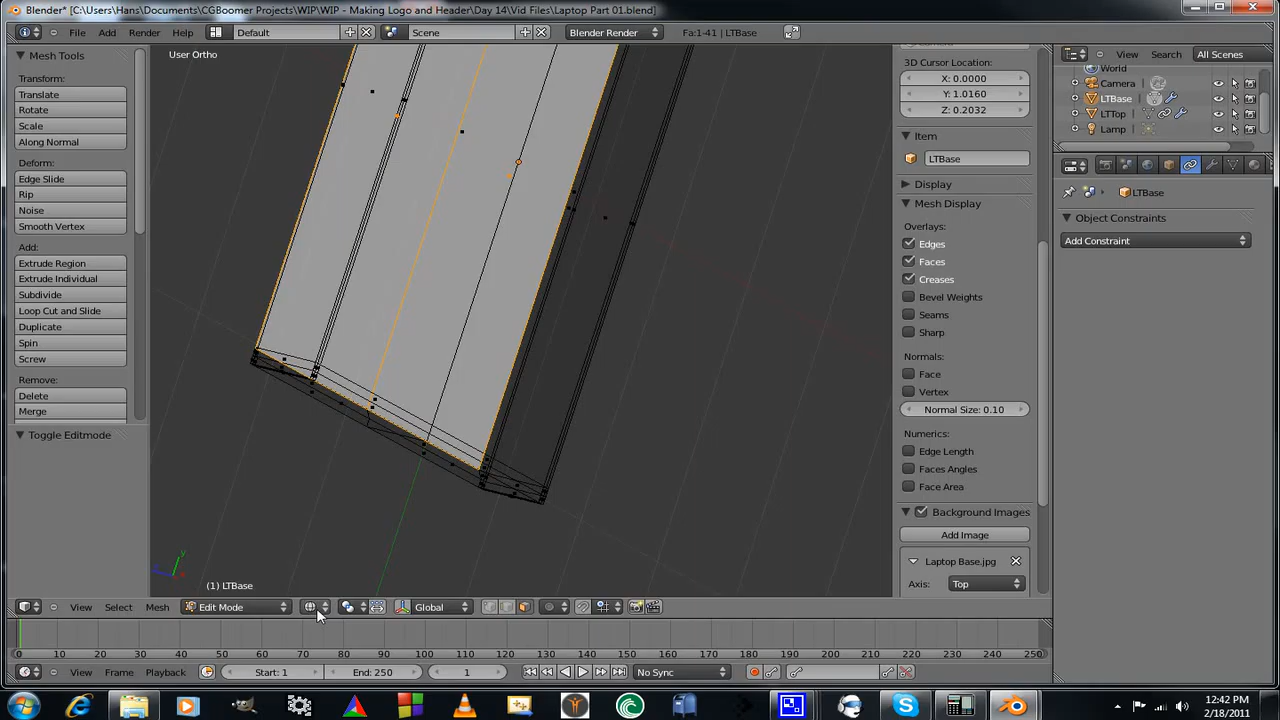 Blender* [C:\Users\Hans\Documents\CGBoomer Projects\WIP\WIP - Making Logo and Header\Day 14\Vid Files\Laptop Part 01.blend]
File Add Render Help Default Scene Blender Render Fa:1-41 | LTBase
Mesh Tools
Transform:
Translate
Rotate
Scale
Along Normal
Deform:
Edge Slide
Rip
Noise
Smooth Vertex
Add:
Extrude Region
Extrude Individual
Subdivide
Loop Cut and Slide
Duplicate
Spin
Screw
Remove:
Delete
Merge
Toggle Editmode
User Ortho
(1) LTBase
y
View Select Mesh Edit Mode Global
3D Cursor Location:
X: 0.0000
Y: 1.0160
Z: 0.2032
Item
LTBase
Display
Mesh Display
Overlays:
Edges
Faces
Creases
Bevel Weights
Seams
Sharp
Normals:
Face
Vertex
Normal Size: 0.10
Numerics:
Edge Length
Faces Angles
Face Area
Background Images
Add Image
Laptop Base.jpg
Axis: Top
View Search All Scenes
World
Camera
LTBase
LTTop
Lamp
LTBase
Object Constraints
Add Constraint
0 10 20 30 40 50 60 70 80 90 100 110 120 130 140 150 160 170 180 190 200 210 220 230 240 250
View Frame Playback Start: 1 End: 250 1 No Sync
12:42 PM
2/18/2011